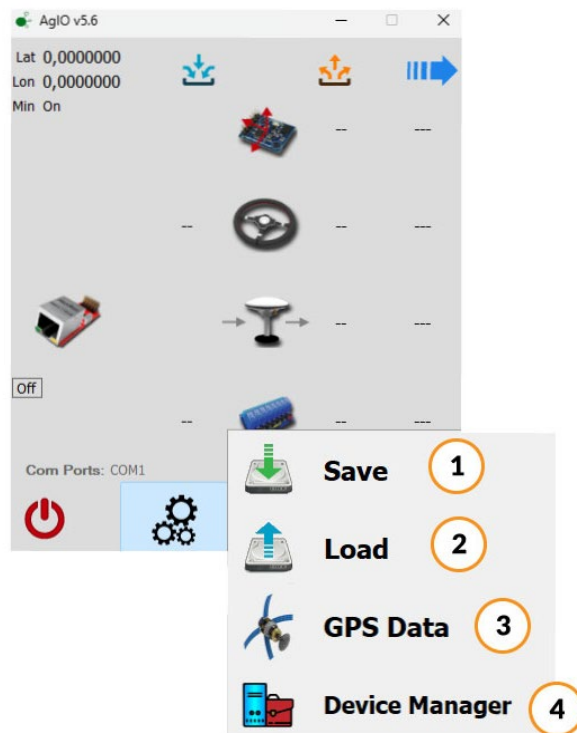 AgIO v5.6
Lat 0,0000000
Lon 0,0000000
Min On
-- ---
-- -- ---
-- ---
Off
-- -- ---
Com Ports: COM1
Save 1
Load 2
GPS Data 3
Device Manager 4